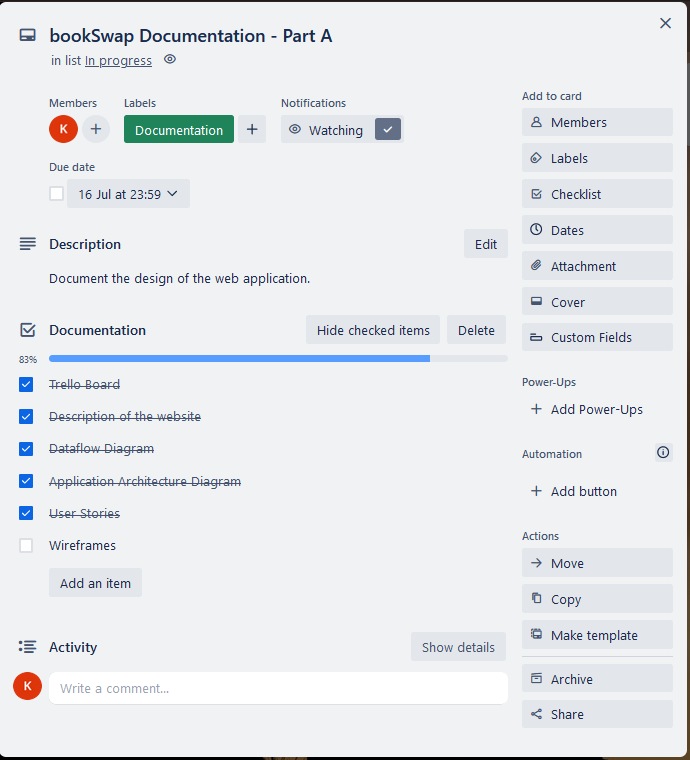 bookSwap Documentation - Part A
in list In progress
Members
Labels
Notifications
K
Documentation
Watching
Due date
16 Jul at 23:59
Description
Edit
Document the design of the web application.
Documentation
Hide checked items
Delete
83%
Trello Board
Description of the website
Dataflow Diagram
Application Architecture Diagram
User Stories
Wireframes
Add an item
Activity
Show details
K
Write a comment...
Add to card
Members
Labels
Checklist
Dates
Attachment
Cover
Custom Fields
Power-Ups
Add Power-Ups
Automation
Add button
Actions
Move
Copy
Make template
Archive
Share